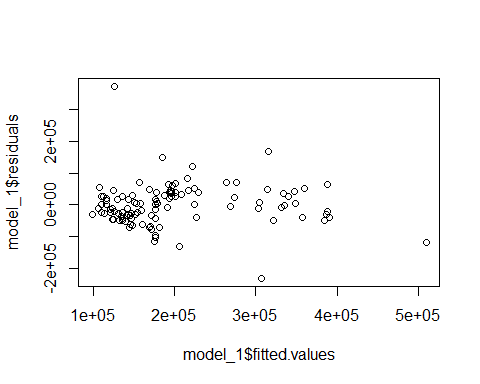 model_1$residuals
2e+05
0e+00
-2e+05
1e+05 2e+05 3e+05 4e+05 5e+05
model_1$fitted.values